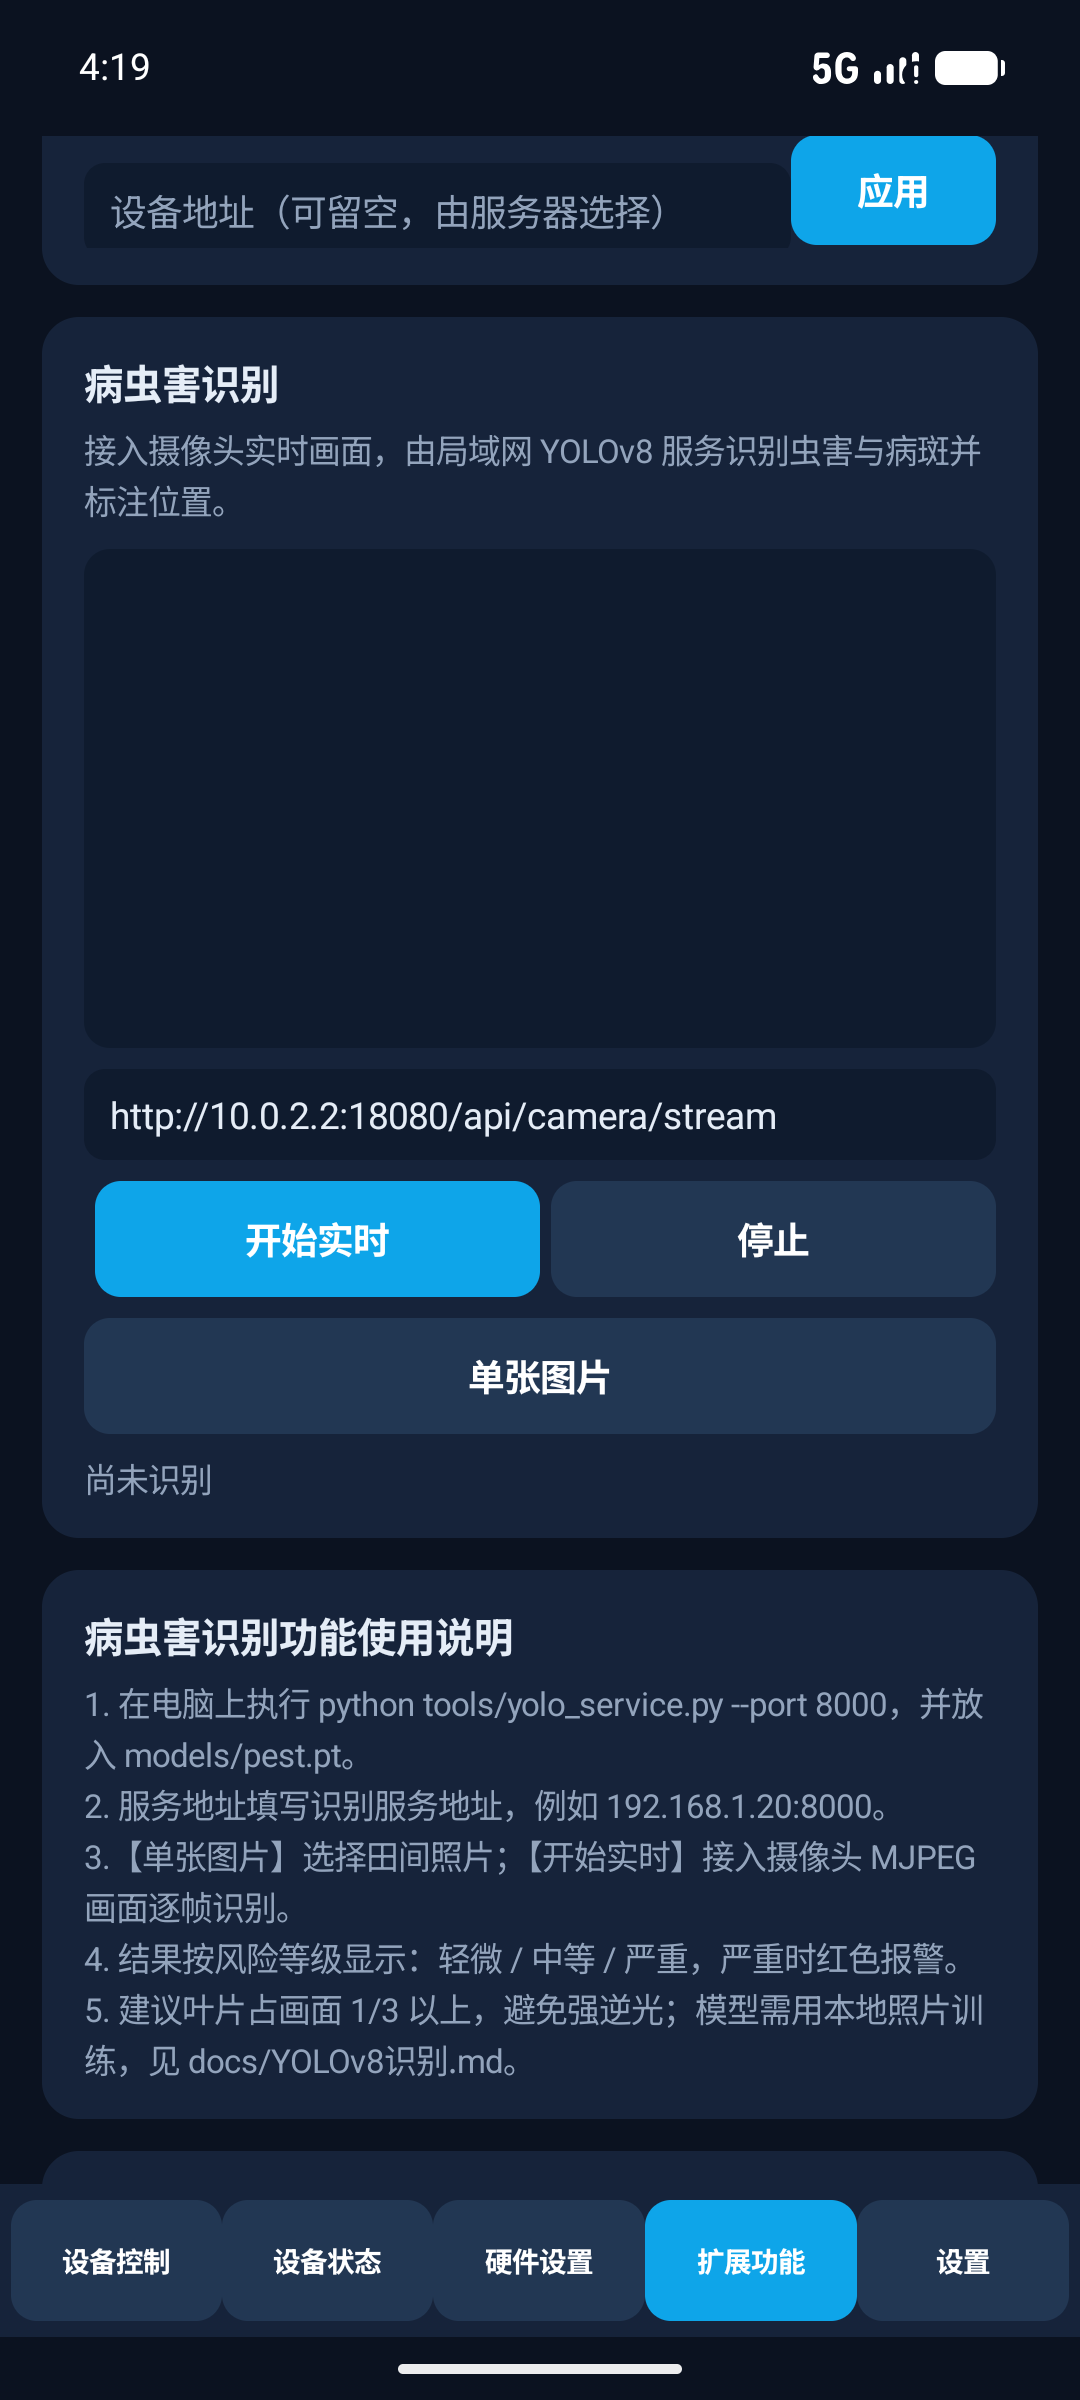 4:19
5G
设备地址（可留空，由服务器选择）
应用
病虫害识别
接入摄像头实时画面，由局域网 YOLOv8 服务识别虫害与病斑并
标注位置。
http://10.0.2.2:18080/api/camera/stream
开始实时
停止
单张图片
尚未识别
病虫害识别功能使用说明
1. 在电脑上执行 python tools/yolo_service.py --port 8000，并放
入 models/pest.pt。
2. 服务地址填写识别服务地址，例如 192.168.1.20:8000。
3.【单张图片】选择田间照片；【开始实时】接入摄像头 MJPEG
画面逐帧识别。
4. 结果按风险等级显示：轻微 / 中等 / 严重，严重时红色报警。
5. 建议叶片占画面 1/3 以上，避免强逆光；模型需用本地照片训
练，见 docs/YOLOv8识别.md。
设备控制
设备状态
硬件设置
扩展功能
设置